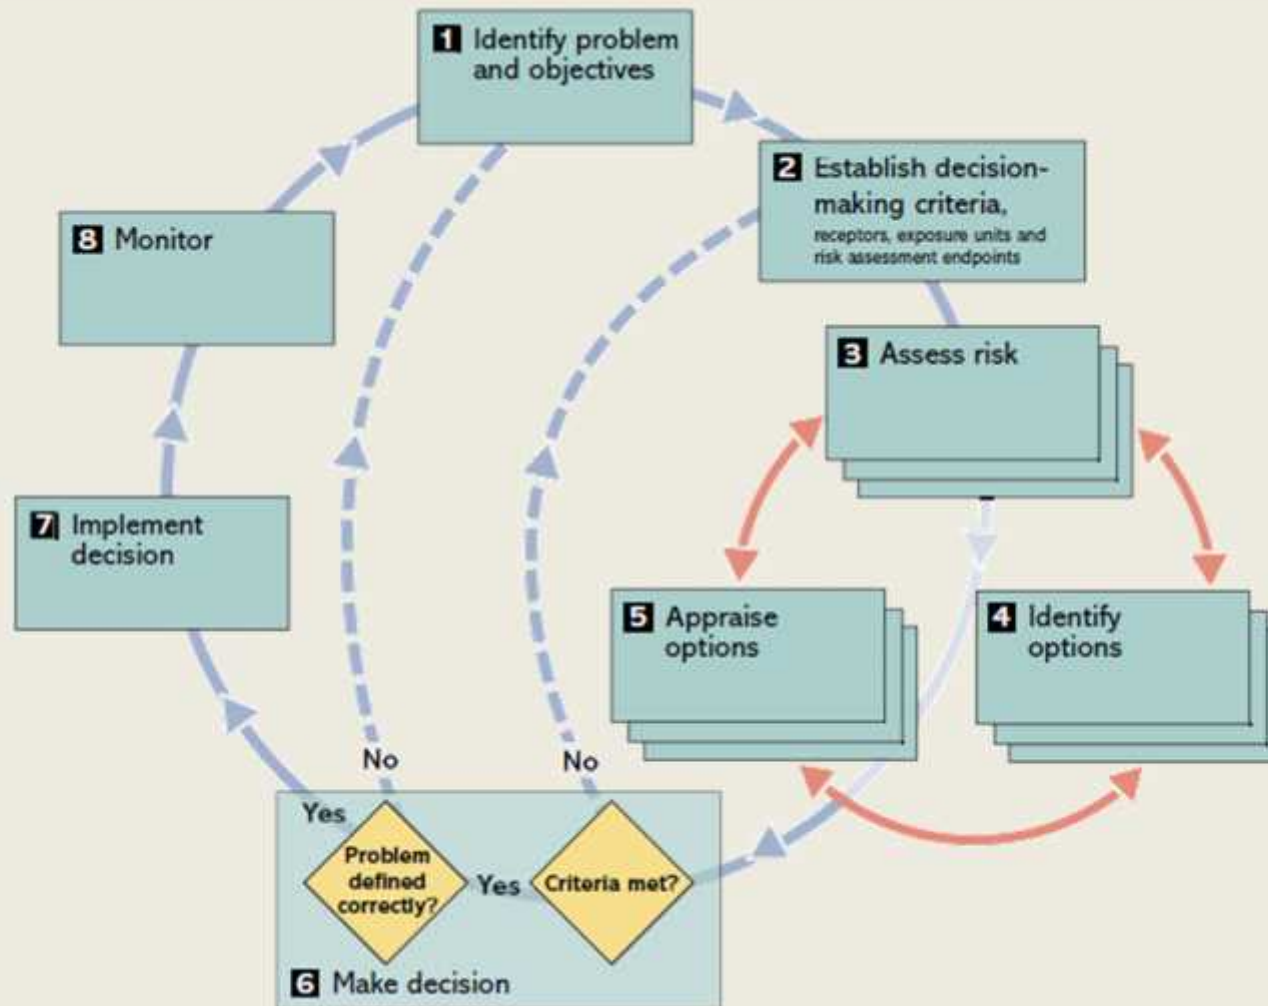 1 Identify problem
and objectives
2 Establish decision-
making criteria,
receptors, exposure units and
risk assessment endpoints
3 Assess risk
4 Identify
options
5 Appraise
options
6 Make decision
Criteria met?
Yes
No
Problem
defined
correctly?
Yes
No
7 Implement
decision
8 Monitor